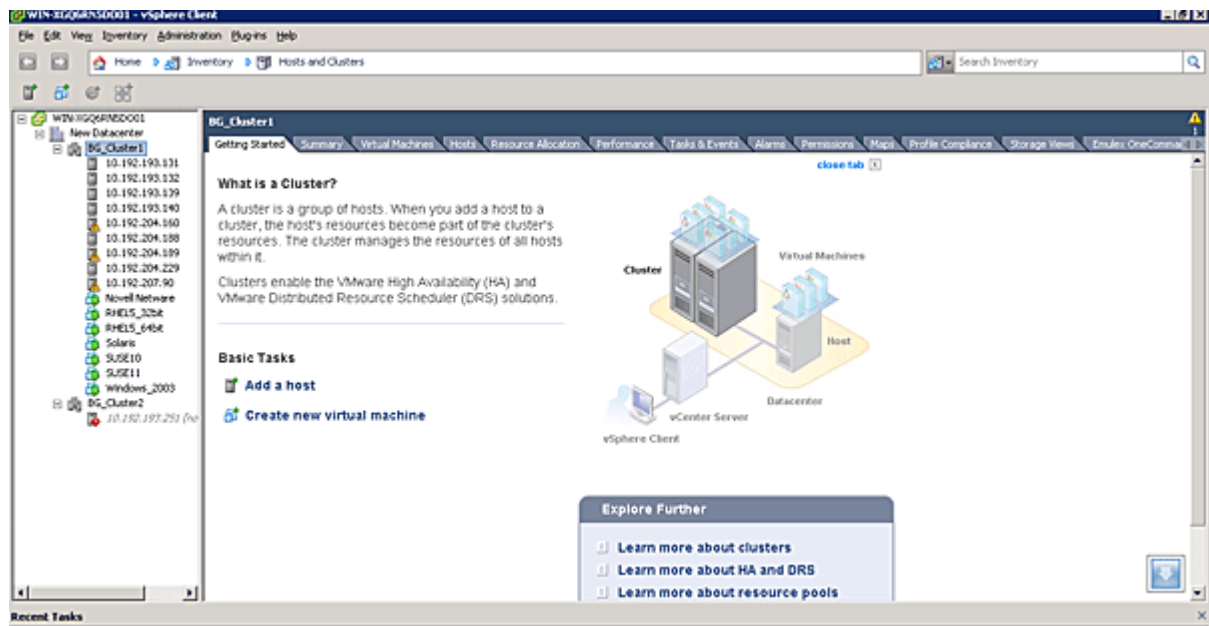 WIN-XGQ6RNSDO01 - vSphere Client
File Edit View Inventory Administration Plug-ins Help
Home Inventory Hosts and Clusters
Search Inventory
WIN-XGQ6RNSDO01
New Datacenter
BG_Cluster1
10.192.193.131
10.192.193.132
10.192.193.139
10.192.193.140
10.192.204.160
10.192.204.188
10.192.204.189
10.192.204.229
10.192.207.90
Novell Netware
RHEL5_32bit
RHEL5_64bit
Solaris
SUSE10
SUSE11
Windows_2003
BG_Cluster2
10.192.193.251 (no
BG_Cluster1
1
Getting Started Summary Virtual Machines Hosts Resource Allocation Performance Tasks & Events Alarms Permissions Maps Profile Compliance Storage Views Emulex OneComma
close tab
What is a Cluster?
A cluster is a group of hosts. When you add a host to a
cluster, the host's resources become part of the cluster's
resources. The cluster manages the resources of all hosts
within it.
Clusters enable the VMware High Availability (HA) and
VMware Distributed Resource Scheduler (DRS) solutions.
Basic Tasks
Add a host
Create new virtual machine
Cluster
Virtual Machines
Host
Datacenter
vCenter Server
vSphere Client
Explore Further
Learn more about clusters
Learn more about HA and DRS
Learn more about resource pools
Recent Tasks